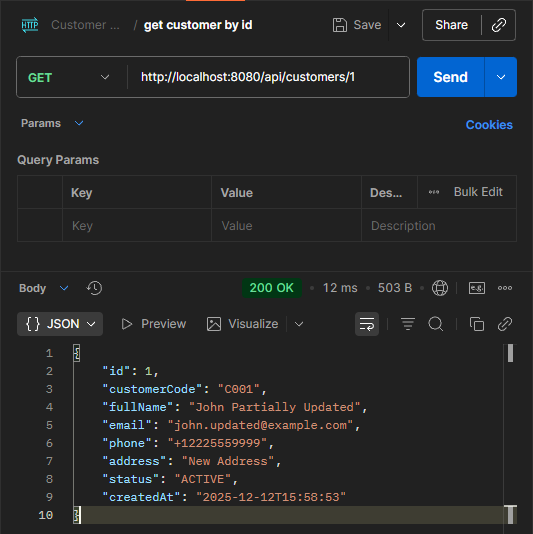 HTTP Customer ... / get customer by id Save Share
GET http://localhost:8080/api/customers/1 Send
Params Cookies
Query Params
Key Value Des... Bulk Edit
Key Value Description
Body 200 OK • 12 ms • 503 B e.g.
{} JSON Preview Visualize
1 {
2 "id": 1,
3 "customerCode": "C001",
4 "fullName": "John Partially Updated",
5 "email": "john.updated@example.com",
6 "phone": "+12225559999",
7 "address": "New Address",
8 "status": "ACTIVE",
9 "createdAt": "2025-12-12T15:58:53"
10 }